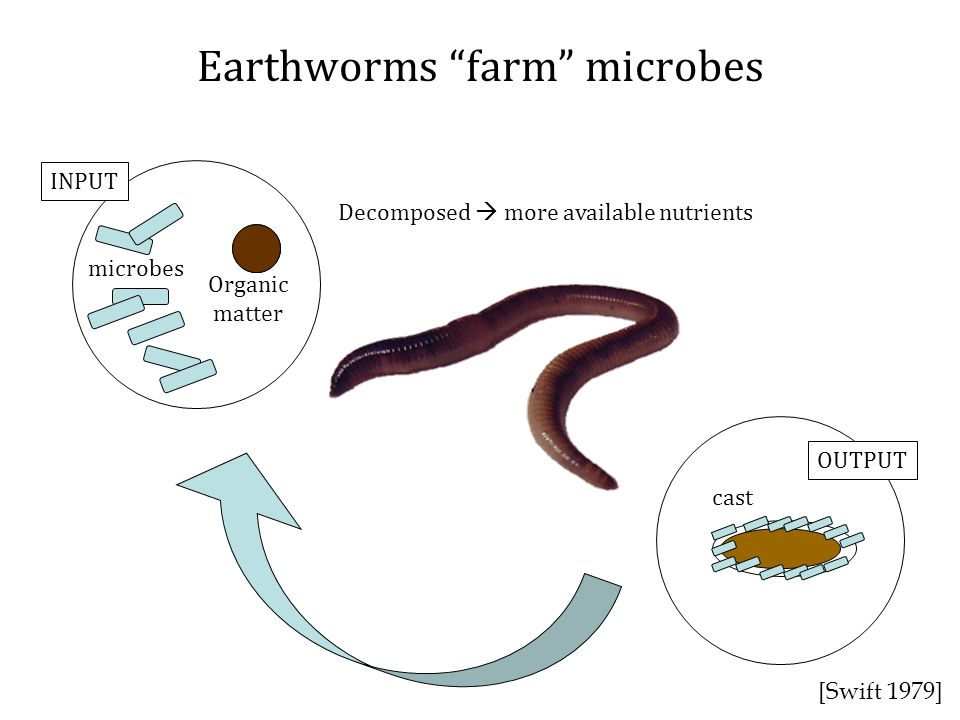 Earthworms “farm” microbes
INPUT
Decomposed → more available nutrients
microbes
Organic
matter
OUTPUT
cast
[Swift 1979]